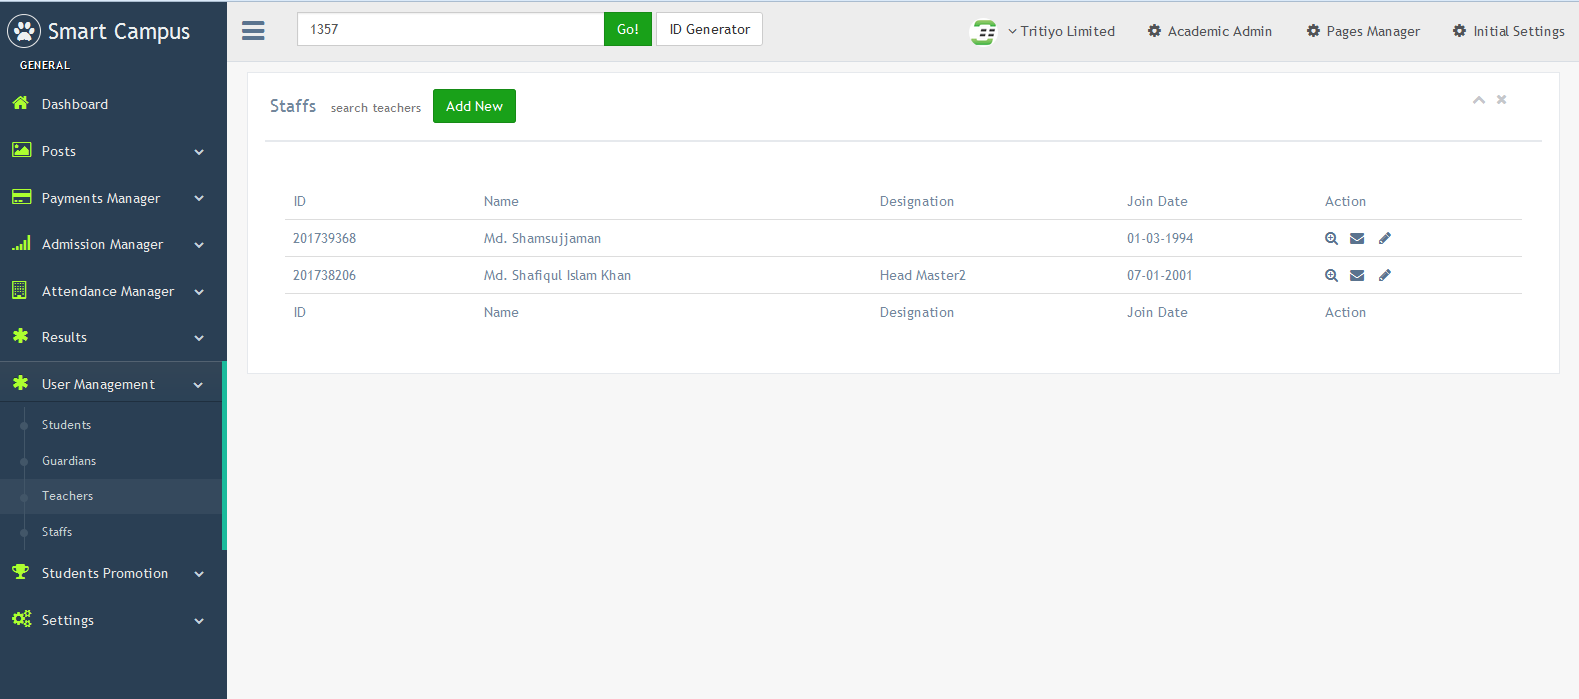 Smart Campus
1357 Go! ID Generator
Tritiyo Limited Academic Admin Pages Manager Initial Settings
GENERAL
Dashboard
Posts
Payments Manager
Admission Manager
Attendance Manager
Results
User Management
Students
Guardians
Teachers
Staffs
Students Promotion
Settings
Staffs search teachers Add New
ID Name Designation Join Date Action
201739368 Md. Shamsujjaman 01-03-1994
201738206 Md. Shafiqul Islam Khan Head Master2 07-01-2001
ID Name Designation Join Date Action